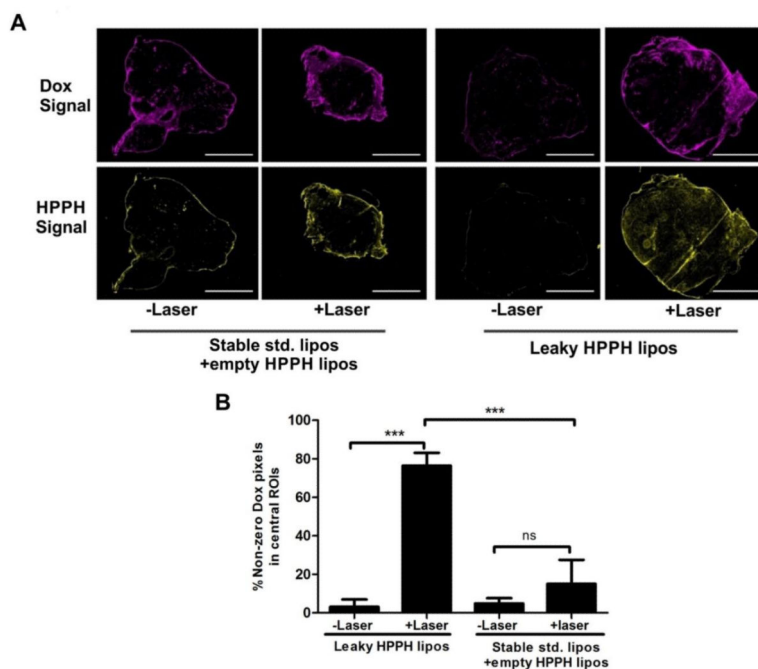 A
Dox
Signal
HPPH
Signal
-Laser
+Laser
-Laser
+Laser
Stable std. lipos
+empty HPPH lipos
Leaky HPPH lipos
B
% Non-zero Dox pixels
in central ROIs
100
80
60
40
20
0
***
***
ns
-Laser
+Laser
-Laser
+laser
Leaky HPPH lipos
Stable std. lipos
+empty HPPH lipos